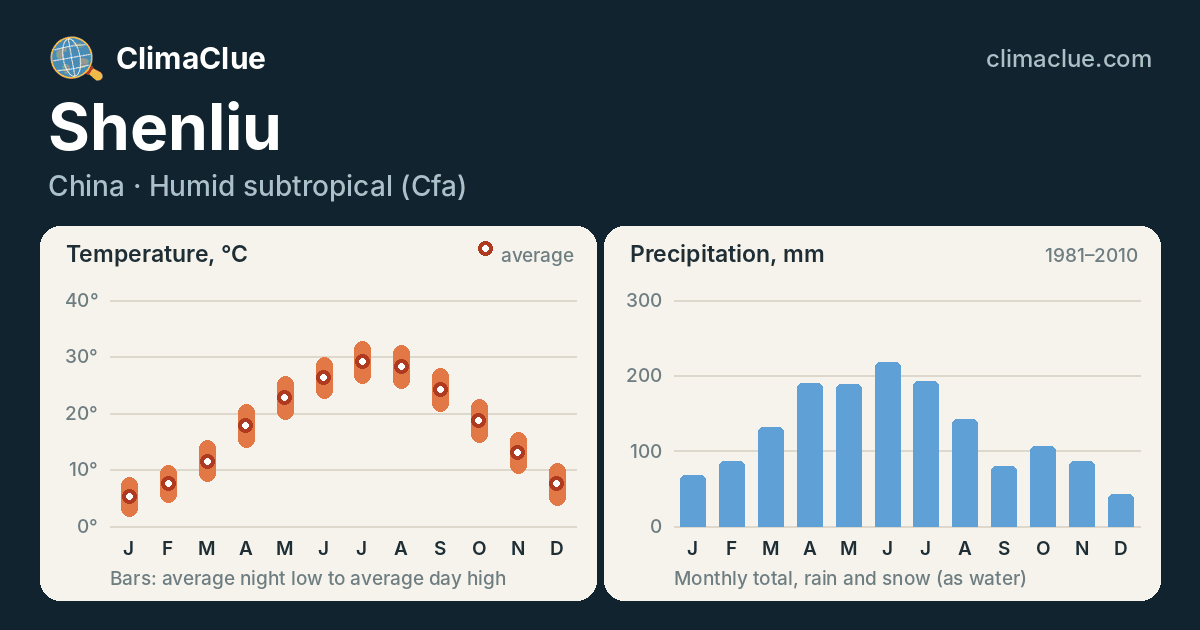 ClimaClue
climaclue.com
Shenliu
China · Humid subtropical (Cfa)
Temperature, °C
average
40°
30°
20°
10°
0°
J F M A M J J A S O N D
Bars: average night low to average day high
Precipitation, mm
1981–2010
300
200
100
0
J F M A M J J A S O N D
Monthly total, rain and snow (as water)